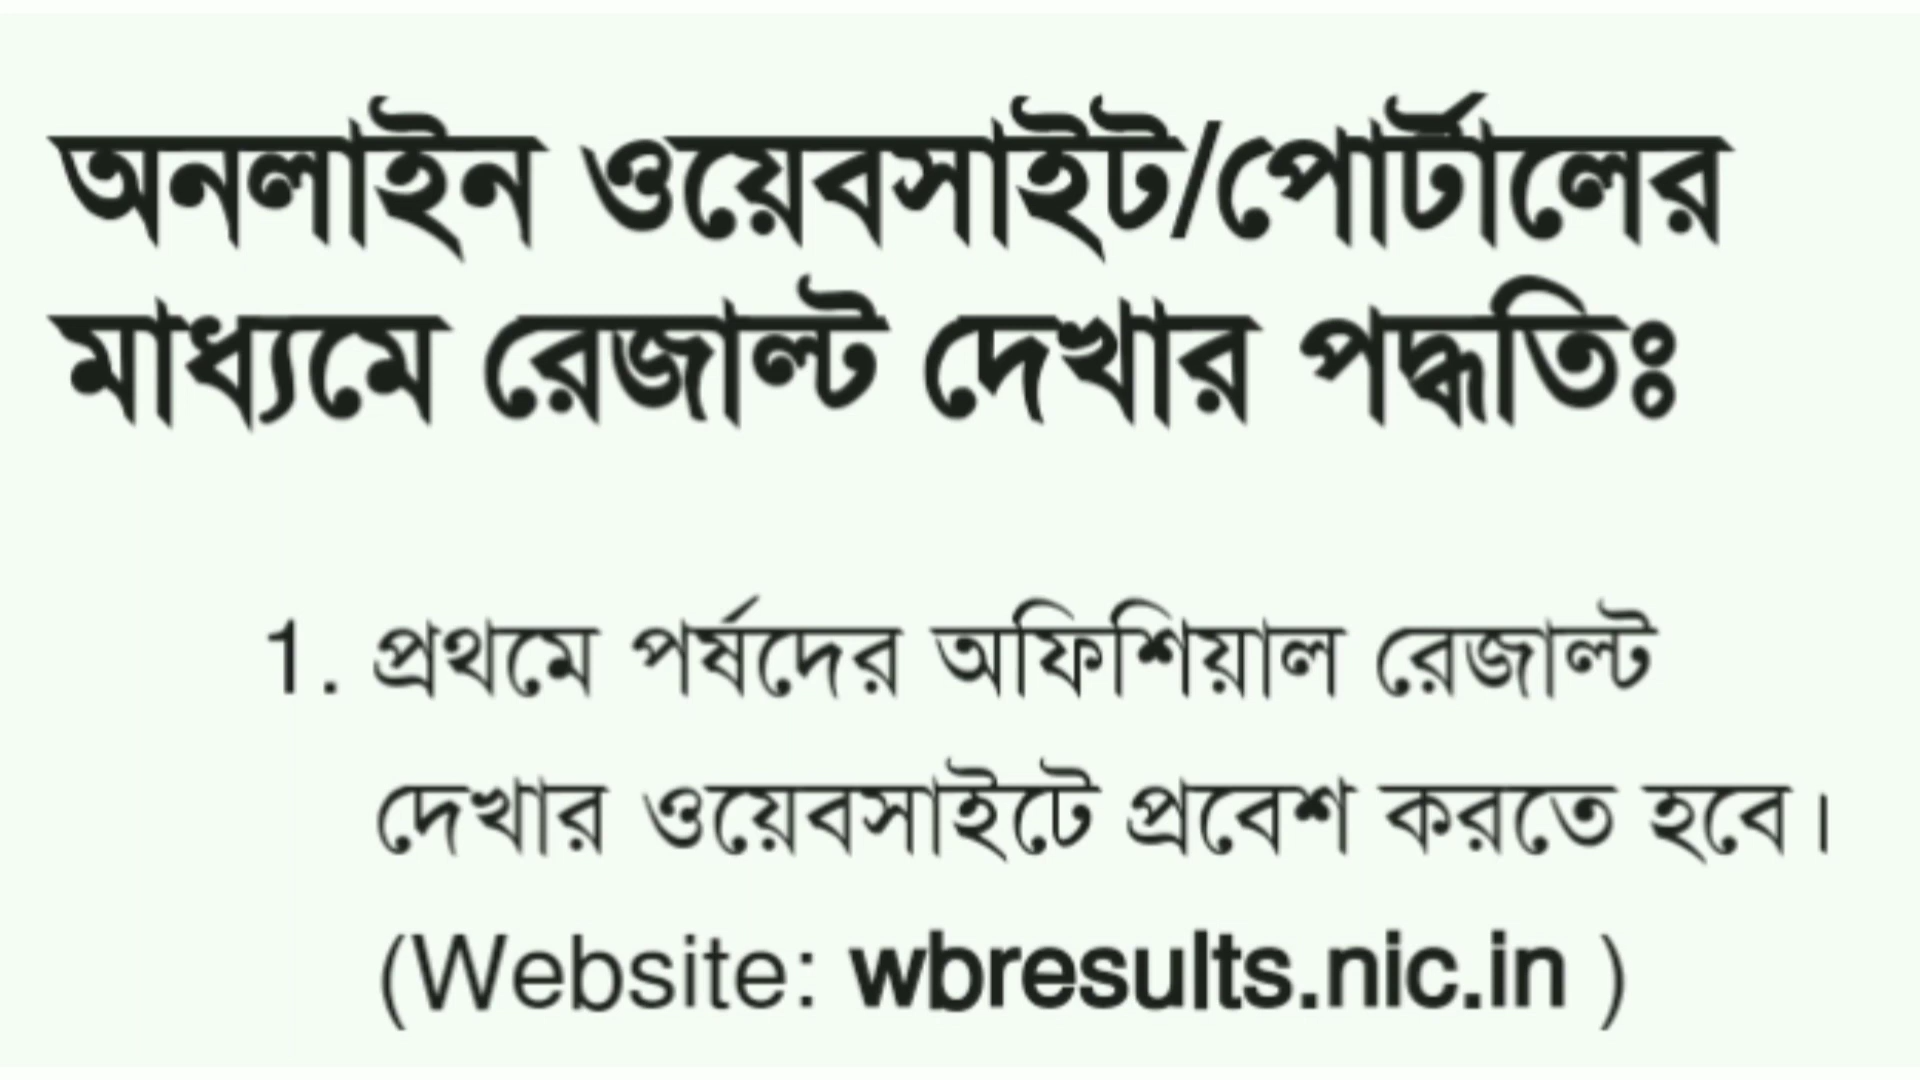 অনলাইন ওয়েবসাইট/পোর্টালের
মাধ্যমে রেজাল্ট দেখার পদ্ধতিঃ
1. প্রথমে পর্ষদের অফিশিয়াল রেজাল্ট
দেখার ওয়েবসাইটে প্রবেশ করতে হবে।
(Website: wbresults.nic.in )